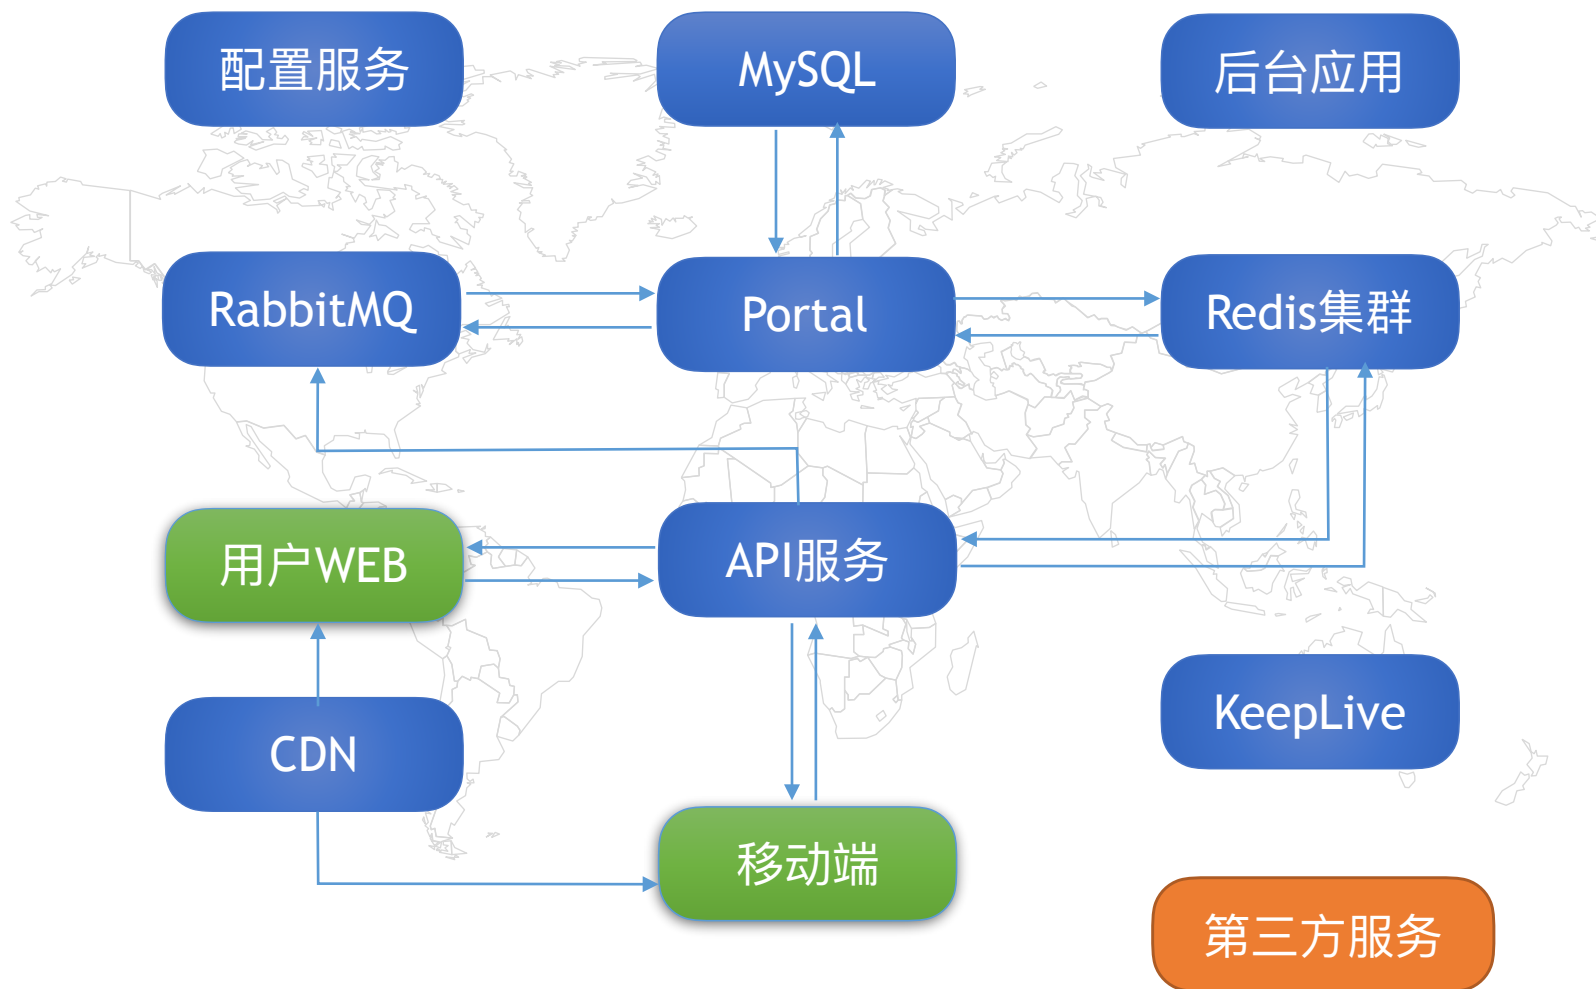 配置服务
MySQL
后台应用
RabbitMQ
Portal
Redis集群
用户WEB
API服务
KeepLive
CDN
移动端
第三方服务